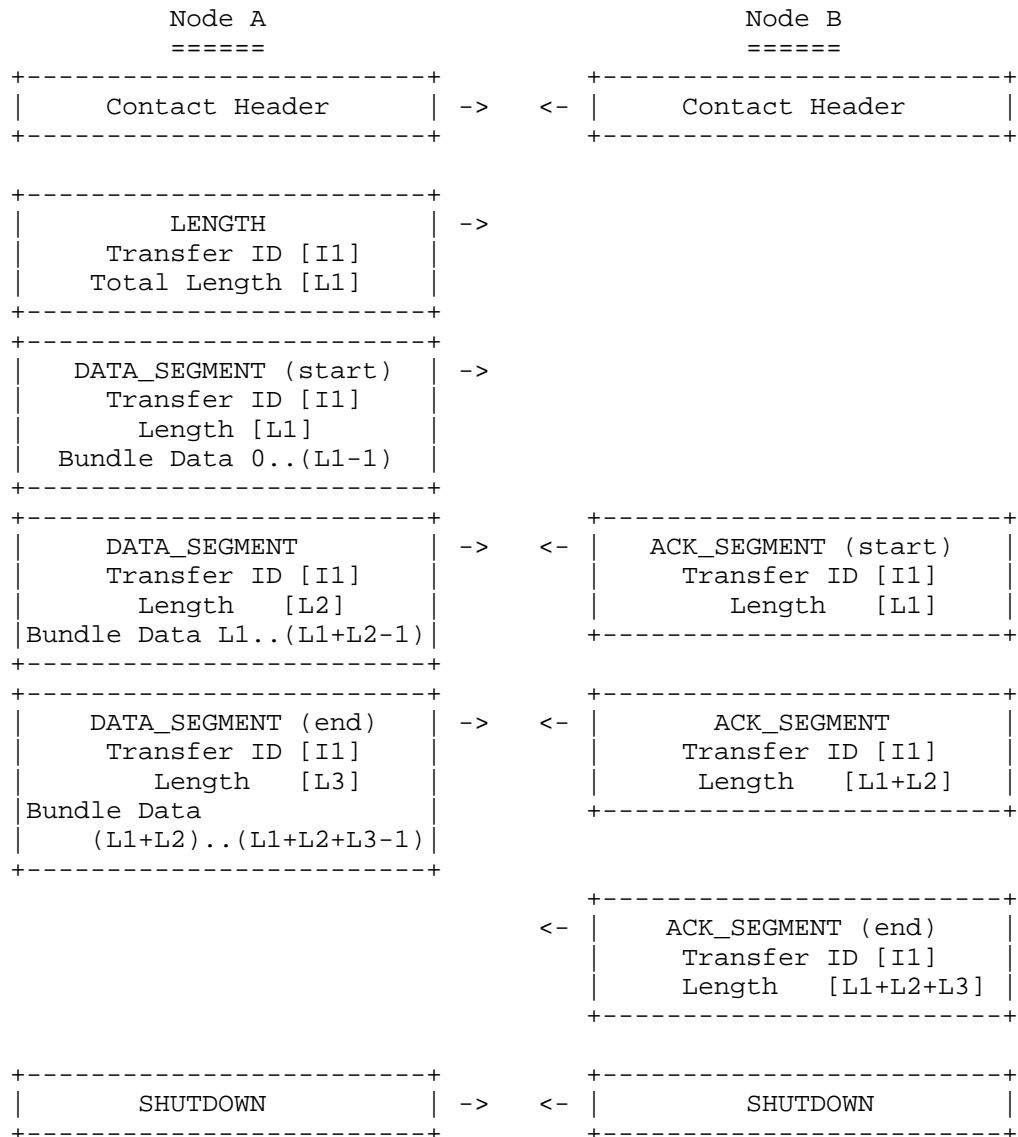 Node A                              Node B
======                              ======
+-------------------------+         +-------------------------+
|     Contact Header      | ->   <- |     Contact Header      |
+-------------------------+         +-------------------------+

+-------------------------+
|         LENGTH          | ->
|     Transfer ID [I1]    |
|    Total Length [L1]    |
+-------------------------+
+-------------------------+
|   DATA_SEGMENT (start)  | ->
|     Transfer ID [I1]    |
|       Length [L1]       |
|  Bundle Data 0..(L1-1)  |
+-------------------------+
+-------------------------+         +-------------------------+
|     DATA_SEGMENT        | ->   <- |   ACK_SEGMENT (start)   |
|     Transfer ID [I1]    |         |     Transfer ID [I1]    |
|       Length   [L2]     |         |        Length   [L1]    |
|Bundle Data L1..(L1+L2-1)|         +-------------------------+
+-------------------------+
+-------------------------+         +-------------------------+
|    DATA_SEGMENT (end)   | ->   <- |       ACK_SEGMENT       |
|     Transfer ID [I1]    |         |     Transfer ID [I1]    |
|        Length   [L3]    |         |      Length   [L1+L2]   |
|Bundle Data              |         +-------------------------+
|    (L1+L2)..(L1+L2+L3-1)|
+-------------------------+
                                    +-------------------------+
                                 <- |    ACK_SEGMENT (end)    |
                                    |     Transfer ID [I1]    |
                                    |     Length   [L1+L2+L3] |
                                    +-------------------------+

+-------------------------+         +-------------------------+
|       SHUTDOWN          | ->   <- |         SHUTDOWN        |
+-------------------------+         +-------------------------+